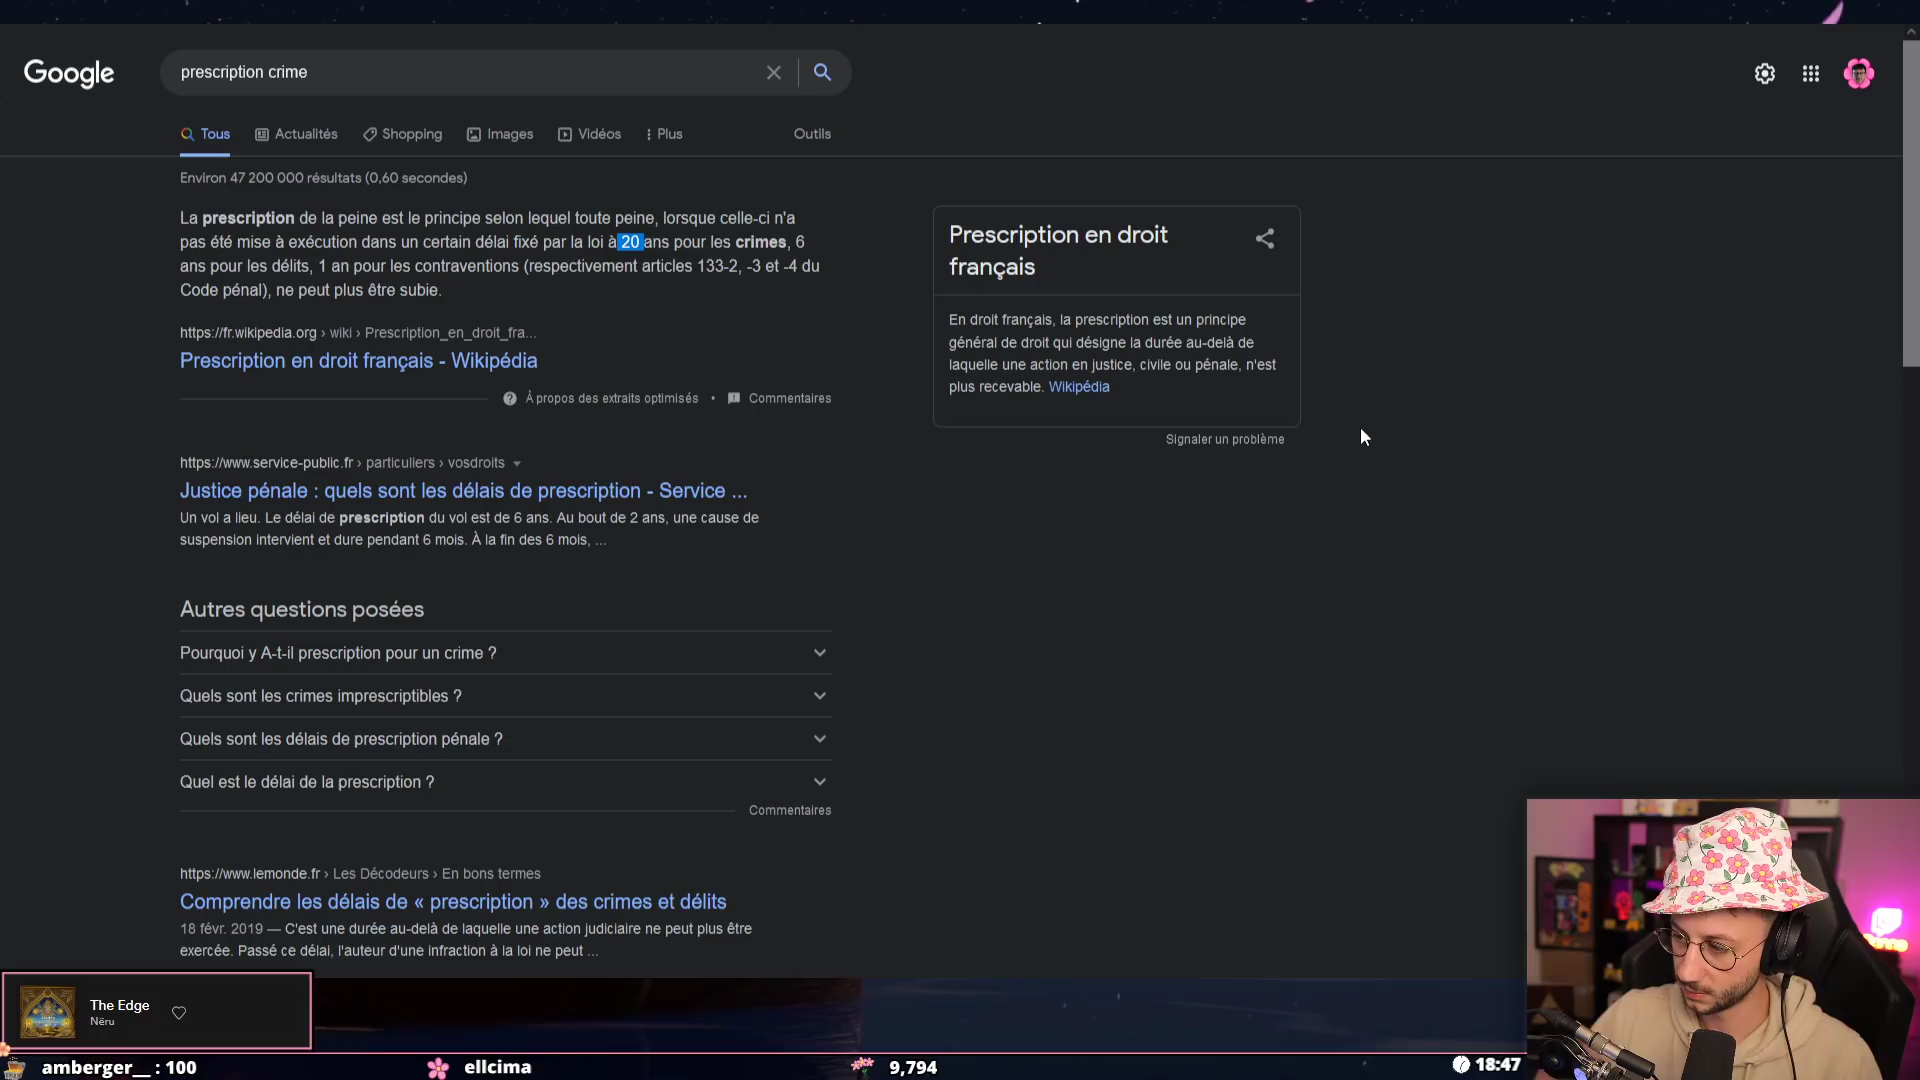 Google
prescription crime
Tous
Actualités
Shopping
Images
Vidéos
Plus
Outils
Environ 47 200 000 résultats (0,60 secondes)
La prescription de la peine est le principe selon lequel toute peine, lorsque celle-ci n'a
pas été mise à exécution dans un certain délai fixé par la loi à 20 ans pour les crimes, 6
ans pour les délits, 1 an pour les contraventions (respectivement articles 133-2, -3 et -4 du
Code pénal), ne peut plus être subie.
https://fr.wikipedia.org › wiki › Prescription_en_droit_fra...
Prescription en droit français - Wikipédia
À propos des extraits optimisés • Commentaires
https://www.service-public.fr › particuliers › vosdroits
Justice pénale : quels sont les délais de prescription - Service ...
Un vol a lieu. Le délai de prescription du vol est de 6 ans. Au bout de 2 ans, une cause de
suspension intervient et dure pendant 6 mois. À la fin des 6 mois, ...
Autres questions posées
Pourquoi y A-t-il prescription pour un crime ?
Quels sont les crimes imprescriptibles ?
Quels sont les délais de prescription pénale ?
Quel est le délai de la prescription ?
Commentaires
https://www.lemonde.fr › Les Décodeurs › En bons termes
Comprendre les délais de « prescription » des crimes et délits
18 févr. 2019 — C'est une durée au-delà de laquelle une action judiciaire ne peut plus être
exercée. Passé ce délai, l'auteur d'une infraction à la loi ne peut ...
Prescription en droit
français
En droit français, la prescription est un principe
général de droit qui désigne la durée au-delà de
laquelle une action en justice, civile ou pénale, n'est
plus recevable. Wikipédia
Signaler un problème
The Edge
Nëru
amberger__ : 100
ellcima
9,794
18:47